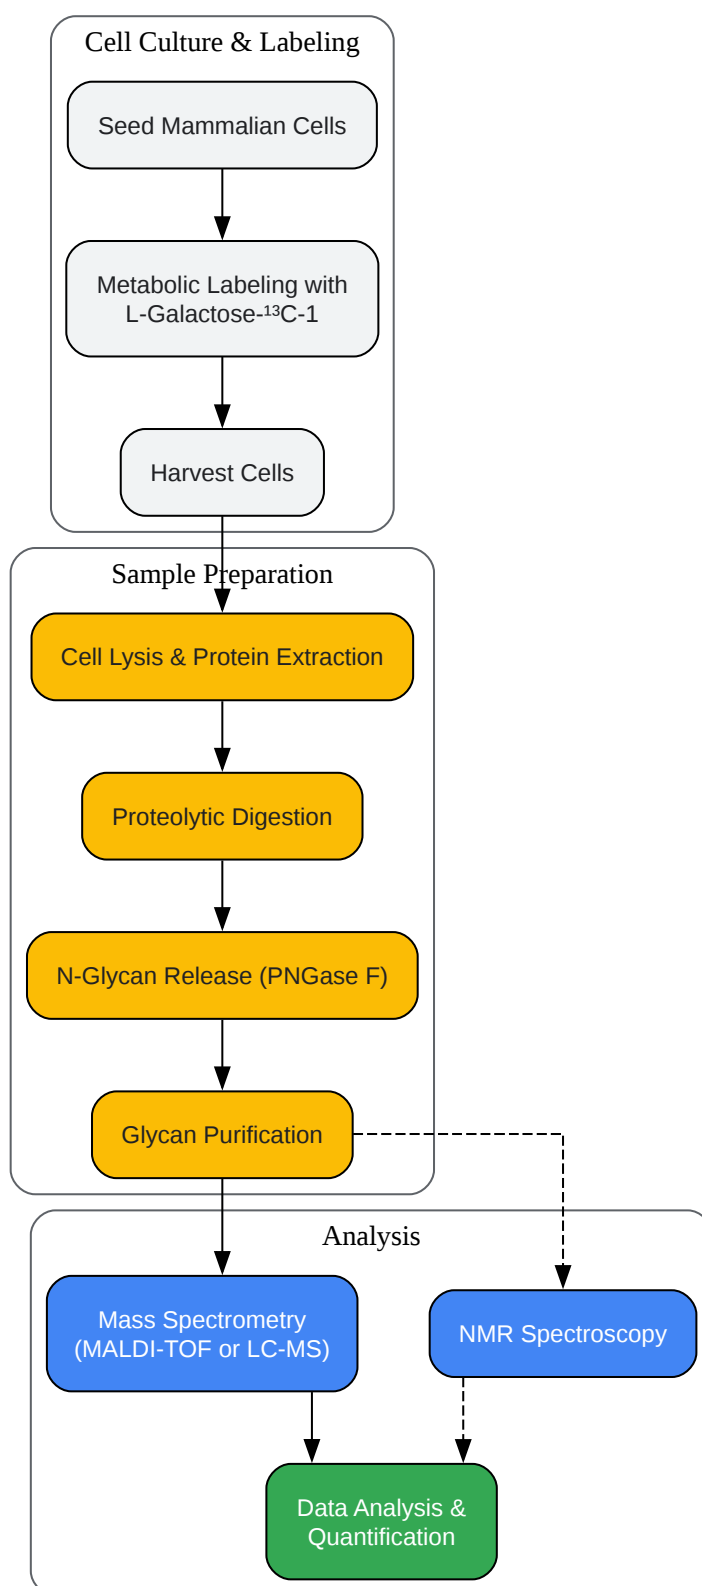 Cell Culture & Labeling
Seed Mammalian Cells
Metabolic Labeling with
L-Galactose-¹³C-1
Harvest Cells
Sample Preparation
Cell Lysis & Protein Extraction
Proteolytic Digestion
N-Glycan Release (PNGase F)
Glycan Purification
Analysis
Mass Spectrometry
(MALDI-TOF or LC-MS)
NMR Spectroscopy
Data Analysis &
Quantification